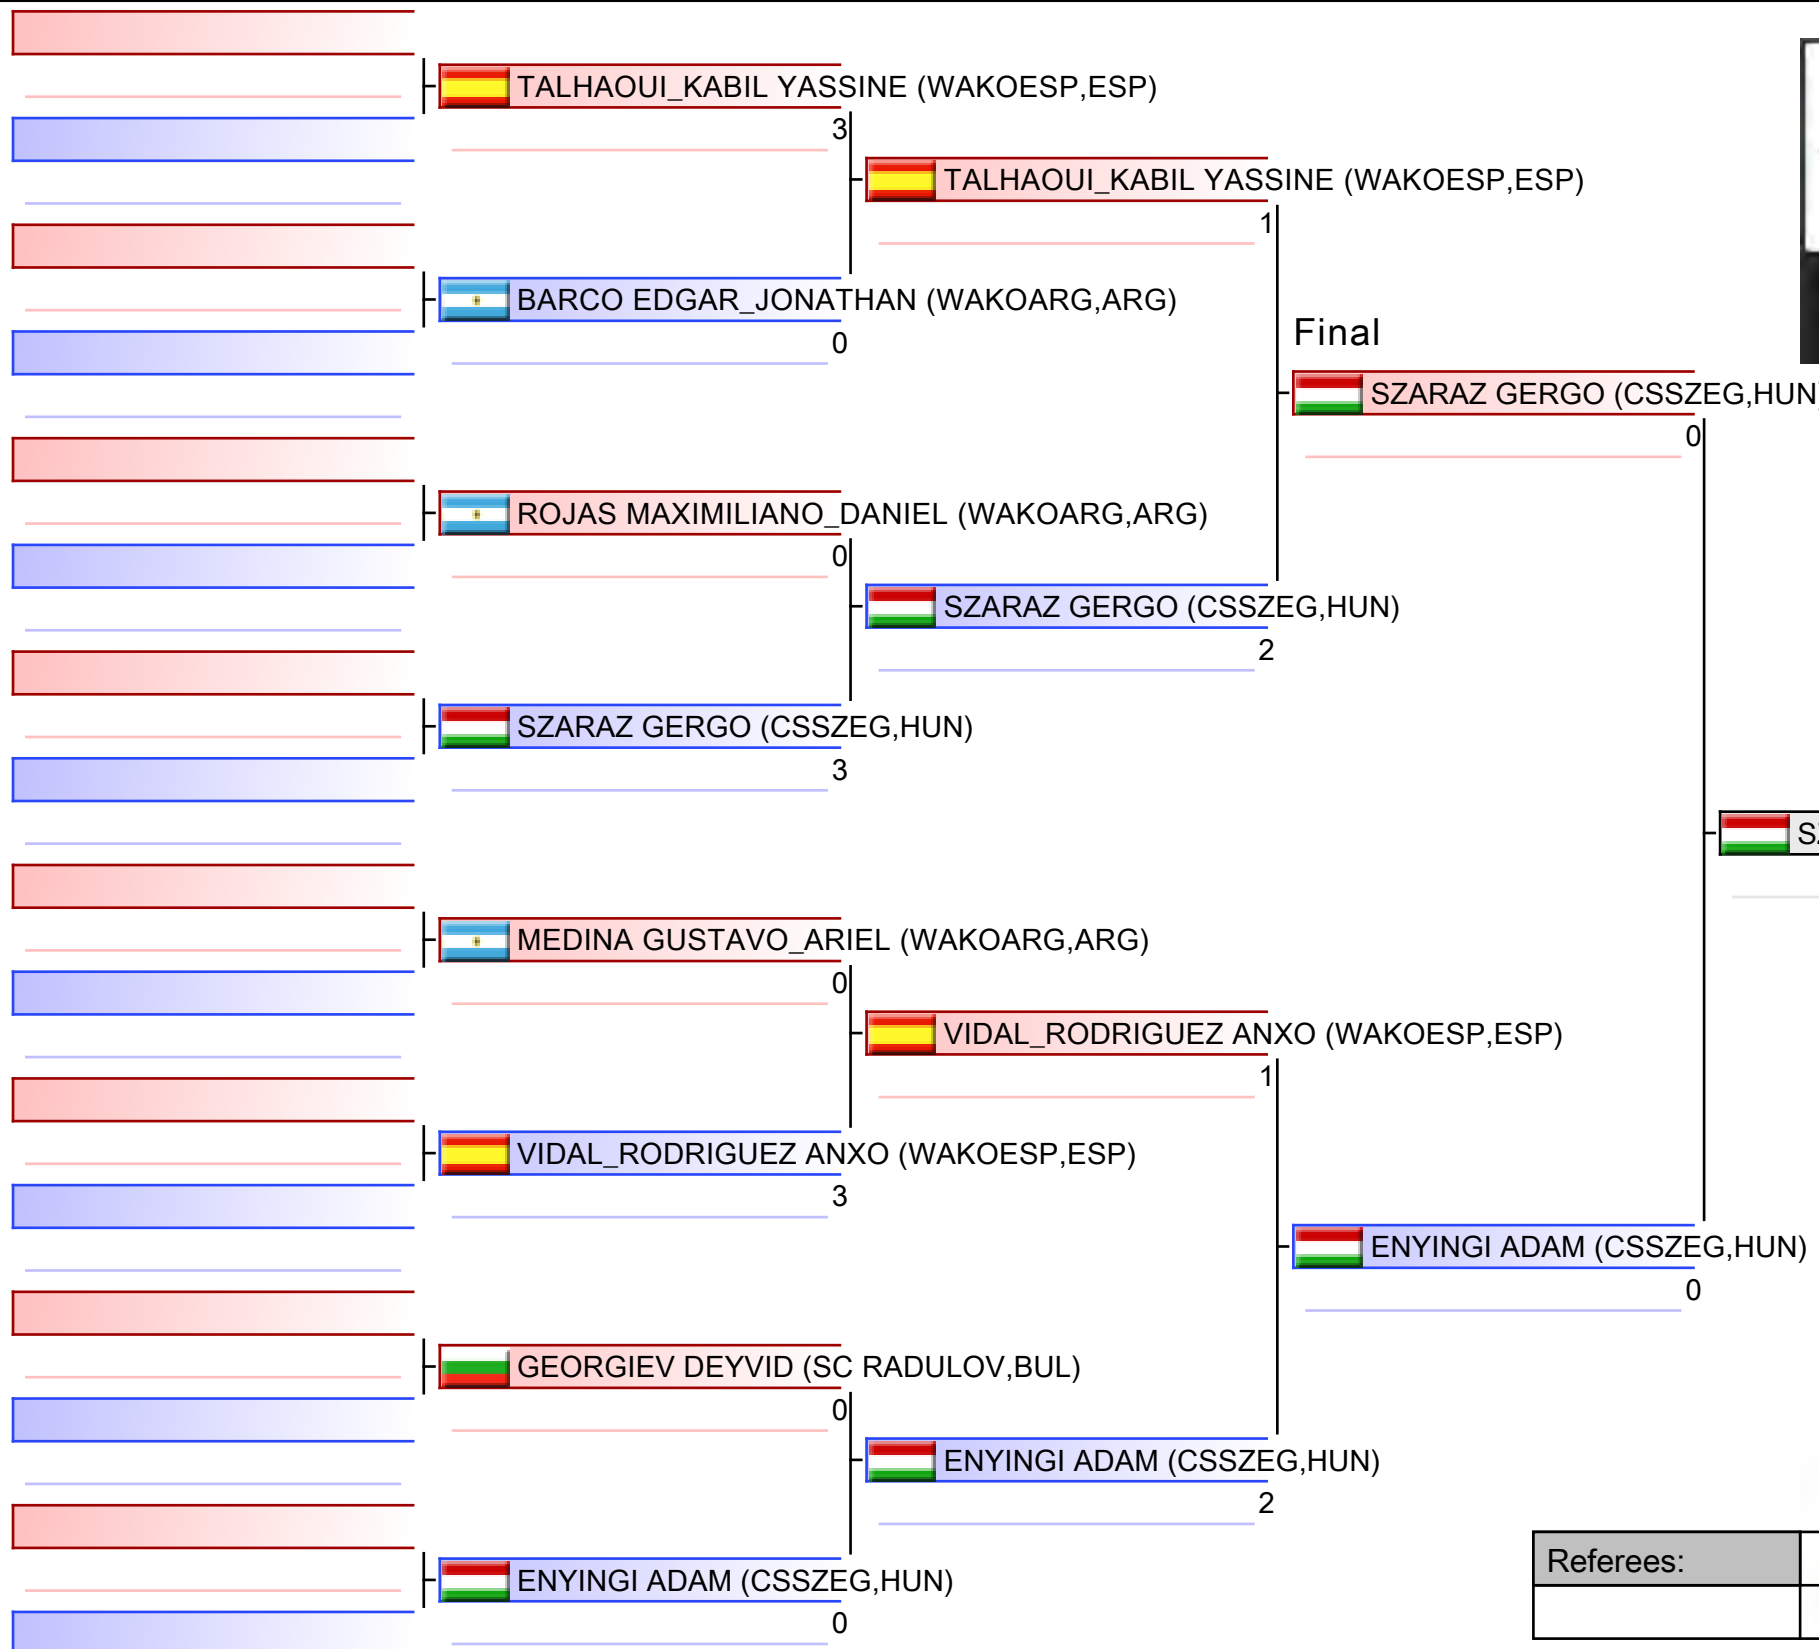 TALHAOUI_KABIL YASSINE (WAKOESP,ESP)
3
TALHAOUI_KABIL YASSINE (WAKOESP,ESP)
1
BARCO EDGAR_JONATHAN (WAKOARG,ARG)
0
Final
SZARAZ GERGO (CSSZEG,HUN)
0
ROJAS MAXIMILIANO_DANIEL (WAKOARG,ARG)
0
SZARAZ GERGO (CSSZEG,HUN)
2
SZARAZ GERGO (CSSZEG,HUN)
3
MEDINA GUSTAVO_ARIEL (WAKOARG,ARG)
0
VIDAL_RODRIGUEZ ANXO (WAKOESP,ESP)
1
VIDAL_RODRIGUEZ ANXO (WAKOESP,ESP)
3
ENYINGI ADAM (CSSZEG,HUN)
0
GEORGIEV DEYVID (SC RADULOV,BUL)
0
ENYINGI ADAM (CSSZEG,HUN)
2
ENYINGI ADAM (CSSZEG,HUN)
0
Referees: